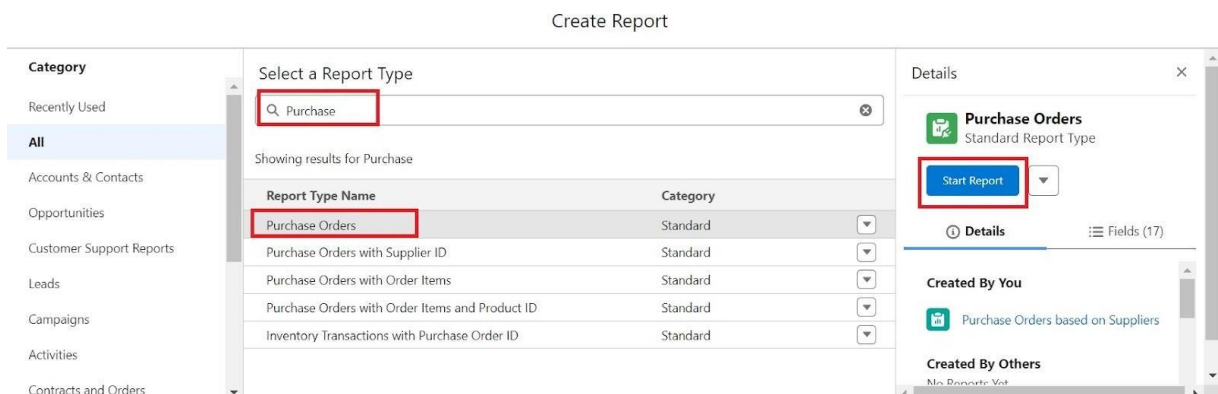 Create Report
Category
Recently Used
All
Accounts & Contacts
Opportunities
Customer Support Reports
Leads
Campaigns
Activities
Contracts and Orders
Select a Report Type
Purchase
Showing results for Purchase
Report Type Name Category
Purchase Orders Standard
Purchase Orders with Supplier ID Standard
Purchase Orders with Order Items Standard
Purchase Orders with Order Items and Product ID Standard
Inventory Transactions with Purchase Order ID Standard
Details
Purchase Orders
Standard Report Type
Start Report
Details Fields (17)
Created By You
Purchase Orders based on Suppliers
Created By Others
No Reports Yet